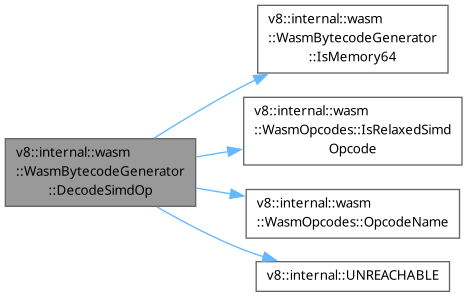 v8::internal::wasm
::WasmBytecodeGenerator
::IsMemory64
v8::internal::wasm
::WasmOpcodes::IsRelaxedSimd
Opcode
v8::internal::wasm
::WasmBytecodeGenerator
::DecodeSimdOp
v8::internal::wasm
::WasmOpcodes::OpcodeName
v8::internal::UNREACHABLE